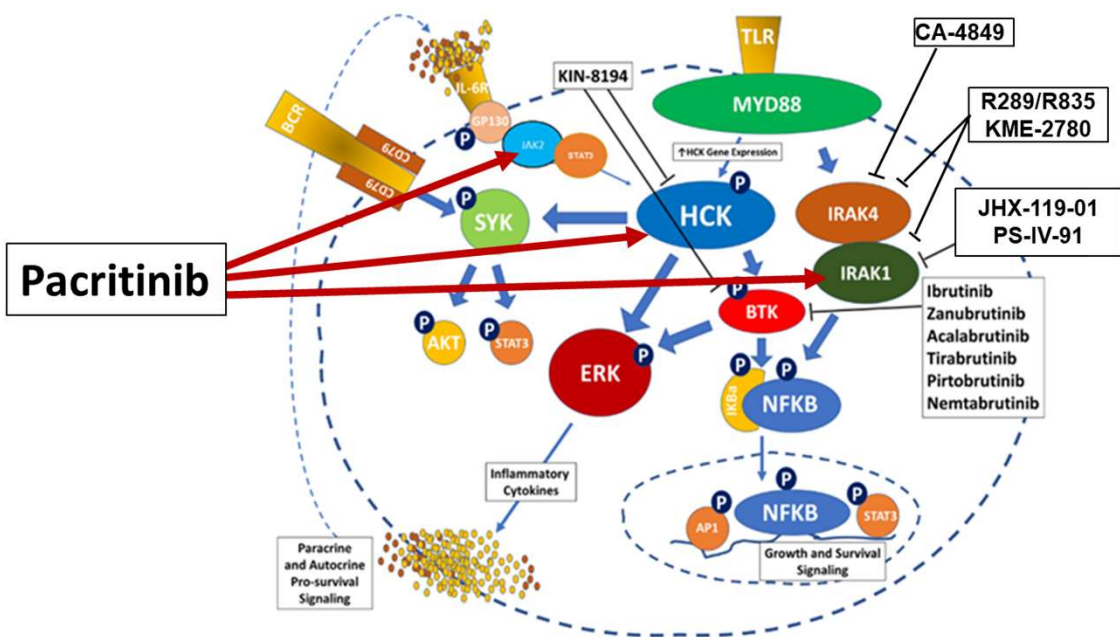 TLR
CA-4849
IL-6R
KIN-8194
MYD88
R289/R835
KME-2780
BCR
CD79
CD79
GP130
P
JAK2
STAT3
↑HCK Gene Expression
P
HCK
P
SYK
IRAK4
JHX-119-01
PS-IV-91
Pacritinib
IRAK1
P
BTK
Ibrutinib
Zanubrutinib
Acalabrutinib
Tirabrutinib
Pirtobrutinib
Nemtabrutinib
P
AKT
P
STAT3
P
ERK
P
IKBa
P
NFKB
Inflammatory
Cytokines
P
NFKB
P
AP1
P
STAT3
Growth and Survival
Signaling
Paracrine
and Autocrine
Pro-survival
Signaling